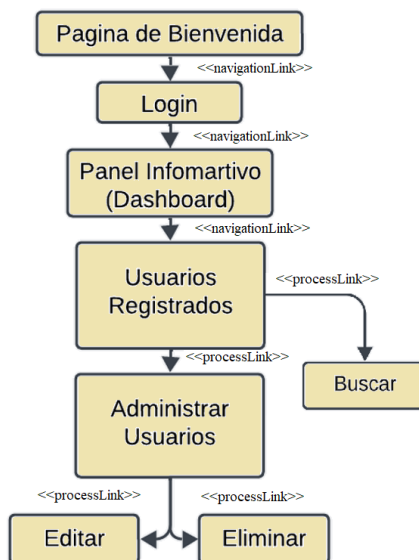 Pagina de Bienvenida
<<navigationLink>>
Login
<<navigationLink>>
Panel Infomartivo
(Dashboard)
<<navigationLink>>
Usuarios
Registrados
<<processLink>>
<<processLink>>
Buscar
Administrar
Usuarios
<<processLink>>
<<processLink>>
Editar
Eliminar